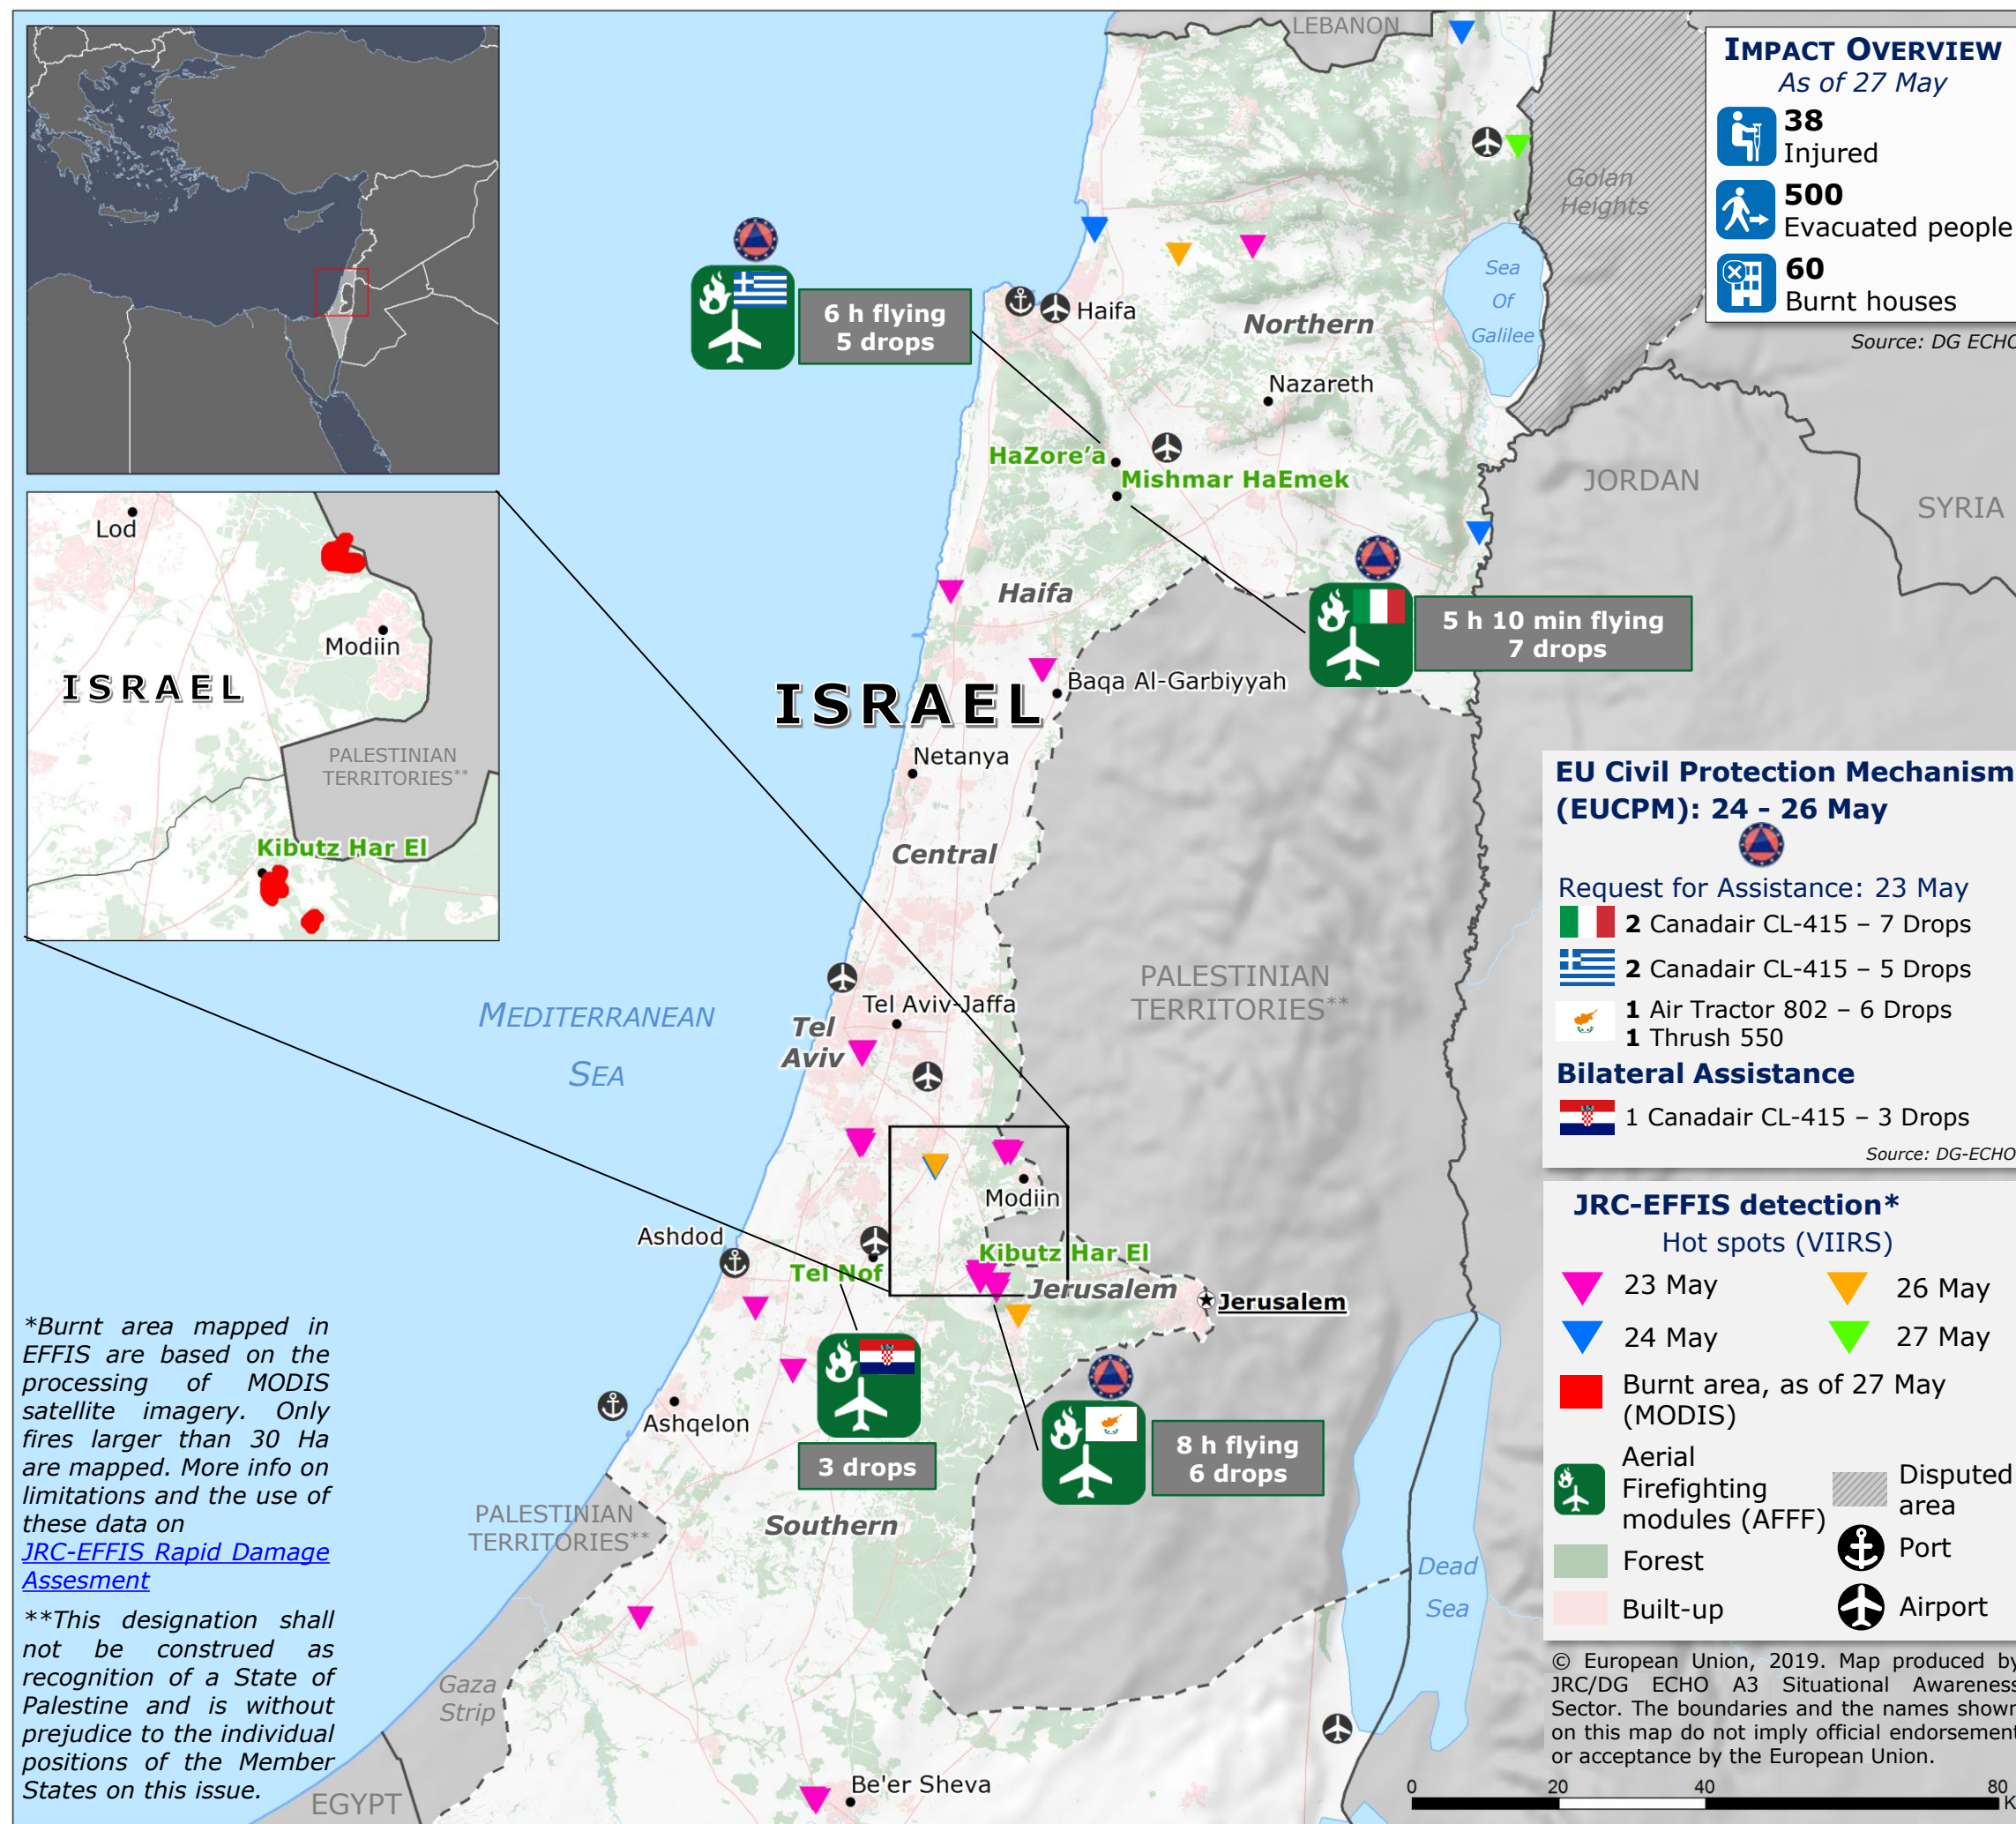 LEBANON
IMPACT OVERVIEW
As of 27 May
38
Injured
500
Evacuated people
60
Burnt houses
Source: DG ECHO
Golan
Heights
Sea
Of
Galilee
6 h flying
5 drops
Haifa
Northern
Nazareth
HaZore'a
Mishmar HaEmek
JORDAN
SYRIA
Lod
Modiin
ISRAEL
PALESTINIAN
TERRITORIES**
Kibutz Har El
Haifa
5 h 10 min flying
7 drops
Baqa Al-Garbiyyah
ISRAEL
Netanya
Central
EU Civil Protection Mechanism
(EUCPM): 24 - 26 May
Request for Assistance: 23 May
2 Canadair CL-415 – 7 Drops
2 Canadair CL-415 – 5 Drops
1 Air Tractor 802 – 6 Drops
1 Thrush 550
Bilateral Assistance
1 Canadair CL-415 – 3 Drops
Source: DG-ECHO
PALESTINIAN
TERRITORIES**
MEDITERRANEAN
SEA
Tel Aviv-Jaffa
Tel
Aviv
Modiin
Ashdod
Tel Nof
Kibutz Har El
Jerusalem
Jerusalem
JRC-EFFIS detection*
Hot spots (VIIRS)
23 May
26 May
24 May
27 May
Burnt area, as of 27 May
(MODIS)
Aerial
Firefighting
modules (AFFF)
Disputed
area
Forest
Port
Built-up
Airport
Ashqelon
3 drops
8 h flying
6 drops
PALESTINIAN
TERRITORIES**
Southern
Dead
Sea
Gaza
Strip
EGYPT
Be'er Sheva
*Burnt area mapped in
EFFIS are based on the
processing of MODIS
satellite imagery. Only
fires larger than 30 Ha
are mapped. More info on
limitations and the use of
these data on
JRC-EFFIS Rapid Damage
Assesment
**This designation shall
not be construed as
recognition of a State of
Palestine and is without
prejudice to the individual
positions of the Member
States on this issue.
© European Union, 2019. Map produced by
JRC/DG ECHO A3 Situational Awareness
Sector. The boundaries and the names shown
on this map do not imply official endorsement
or acceptance by the European Union.
0 20 40 80
K